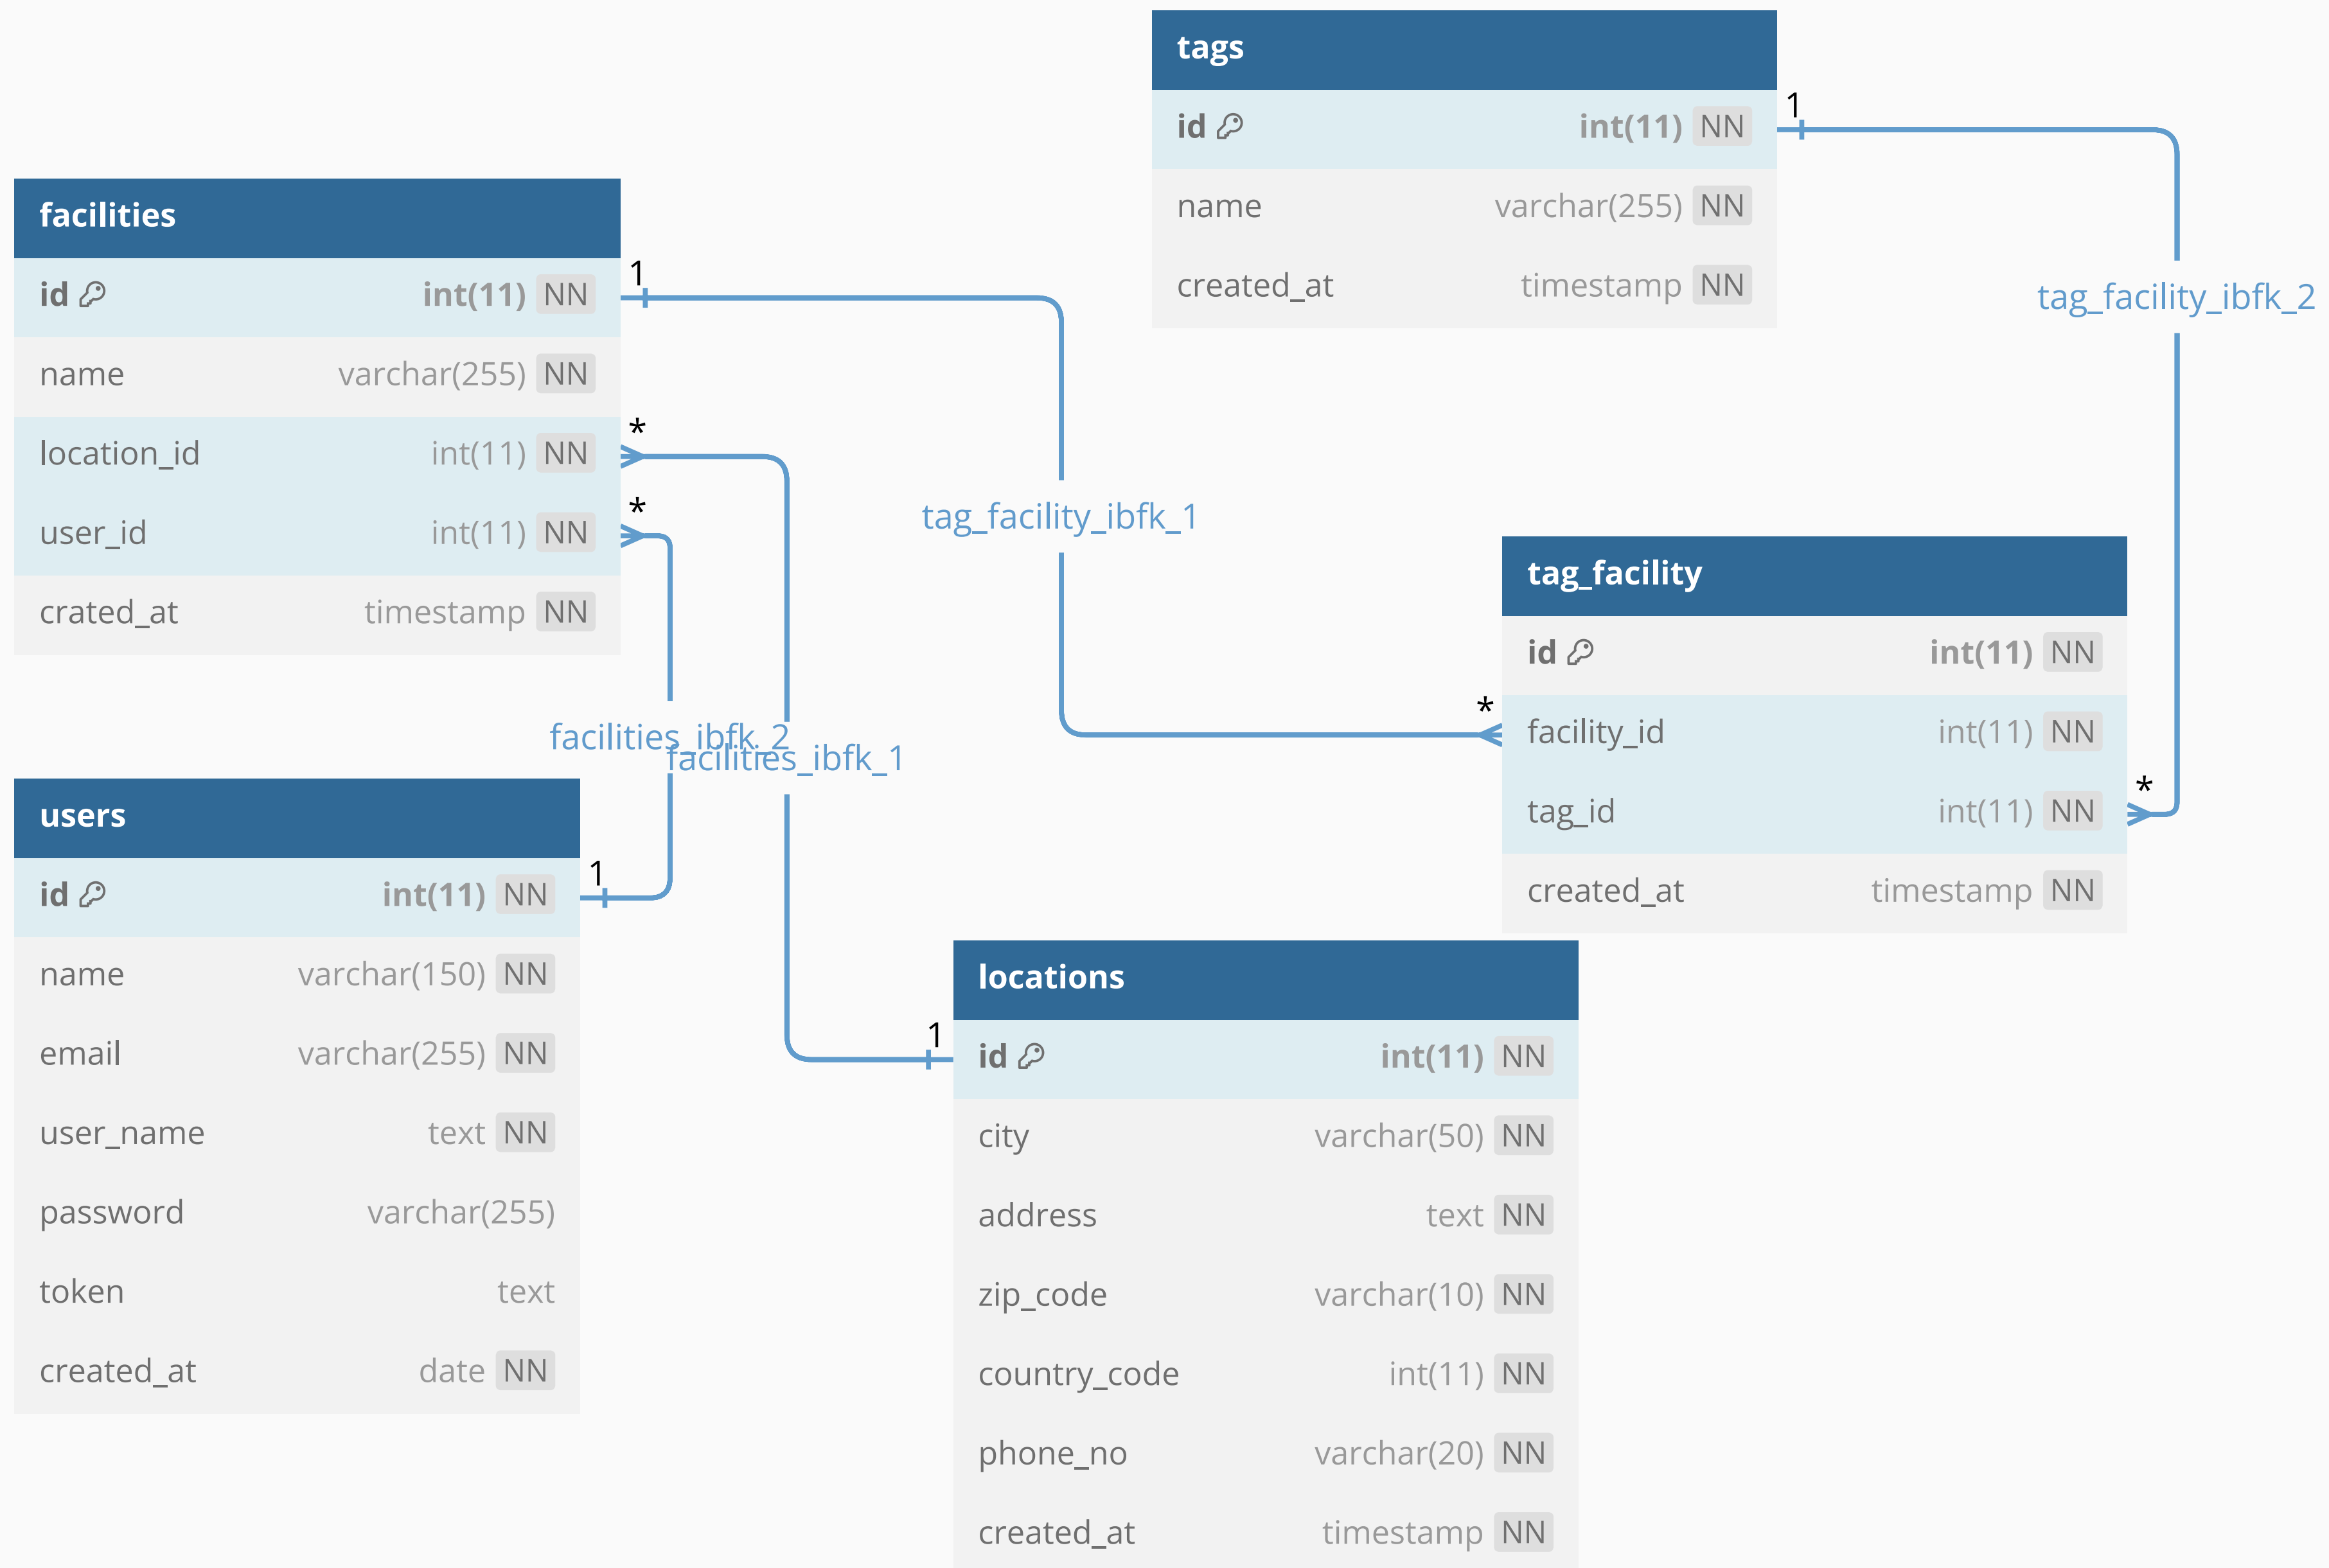 tags
id int(11) NN
name varchar(255) NN
created_at timestamp NN
1
tag_facility_ibfk_2
facilities
id int(11) NN
name varchar(255) NN
location_id int(11) NN
user_id int(11) NN
crated_at timestamp NN
1
*
*
tag_facility_ibfk_1
tag_facility
id int(11) NN
facility_id int(11) NN
tag_id int(11) NN
created_at timestamp NN
*
*
facilities_ibfk_2
facilities_ibfk_1
users
id int(11) NN
name varchar(150) NN
email varchar(255) NN
user_name text NN
password varchar(255)
token text
created_at date NN
1
1
locations
id int(11) NN
city varchar(50) NN
address text NN
zip_code varchar(10) NN
country_code int(11) NN
phone_no varchar(20) NN
created_at timestamp NN